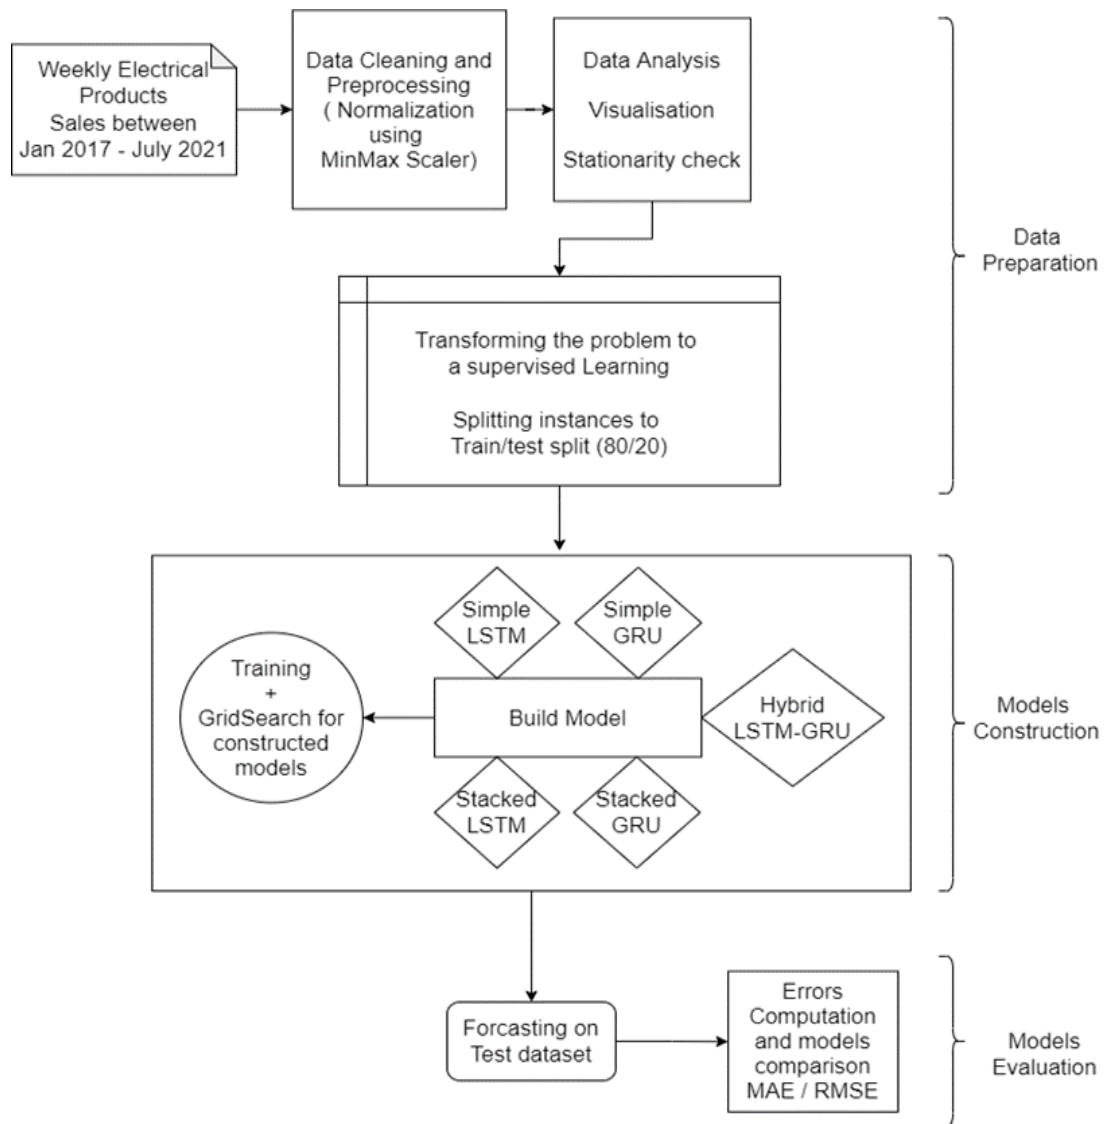 Weekly Electrical
Products
Sales between
Jan 2017 - July 2021
Data Cleaning and
Preprocessing
( Normalization
using
MinMax Scaler)
Data Analysis
Visualisation
Stationarity check
Transforming the problem to
a supervised Learning
Splitting instances to
Train/test split (80/20)
Data
Preparation
Simple
LSTM
Simple
GRU
Training
+
GridSearch for
constructed
models
Build Model
Hybrid
LSTM-GRU
Stacked
LSTM
Stacked
GRU
Models
Construction
Forcasting on
Test dataset
Errors
Computation
and models
comparison
MAE / RMSE
Models
Evaluation